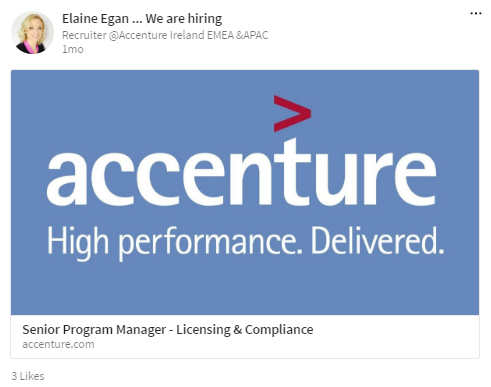 Elaine Egan ... We are hiring
Recruiter @Accenture Ireland EMEA &APAC
1mo
accenture
High performance. Delivered.
Senior Program Manager - Licensing & Compliance
accenture.com
3 Likes